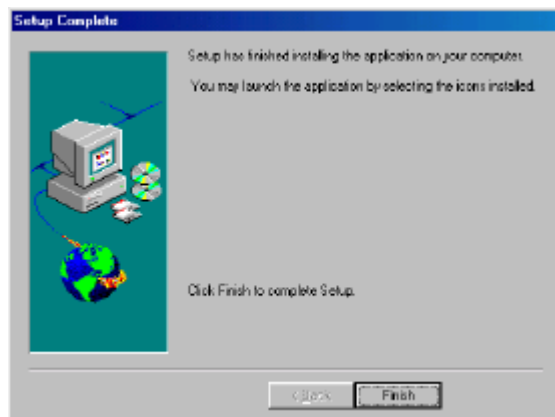 Setup Complete
Setup has finished installing the application on your computer.
You may launch the application by selecting the icons installed.
Click Finish to complete Setup.
< Back
Finish